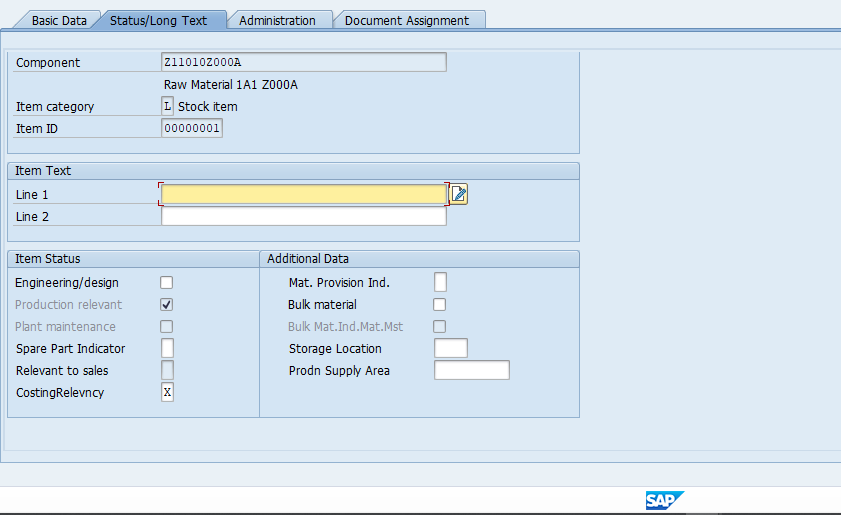 Basic Data Status/Long Text Administration Document Assignment
Component Z11010Z000A
Raw Material 1A1 Z000A
Item category L Stock item
Item ID 00000001
Item Text
Line 1
Line 2
Item Status Additional Data
Engineering/design Mat. Provision Ind.
Production relevant Bulk material
Plant maintenance Bulk Mat.Ind.Mat.Mst
Spare Part Indicator Storage Location
Relevant to sales Prodn Supply Area
CostingRelevncy X
SAP